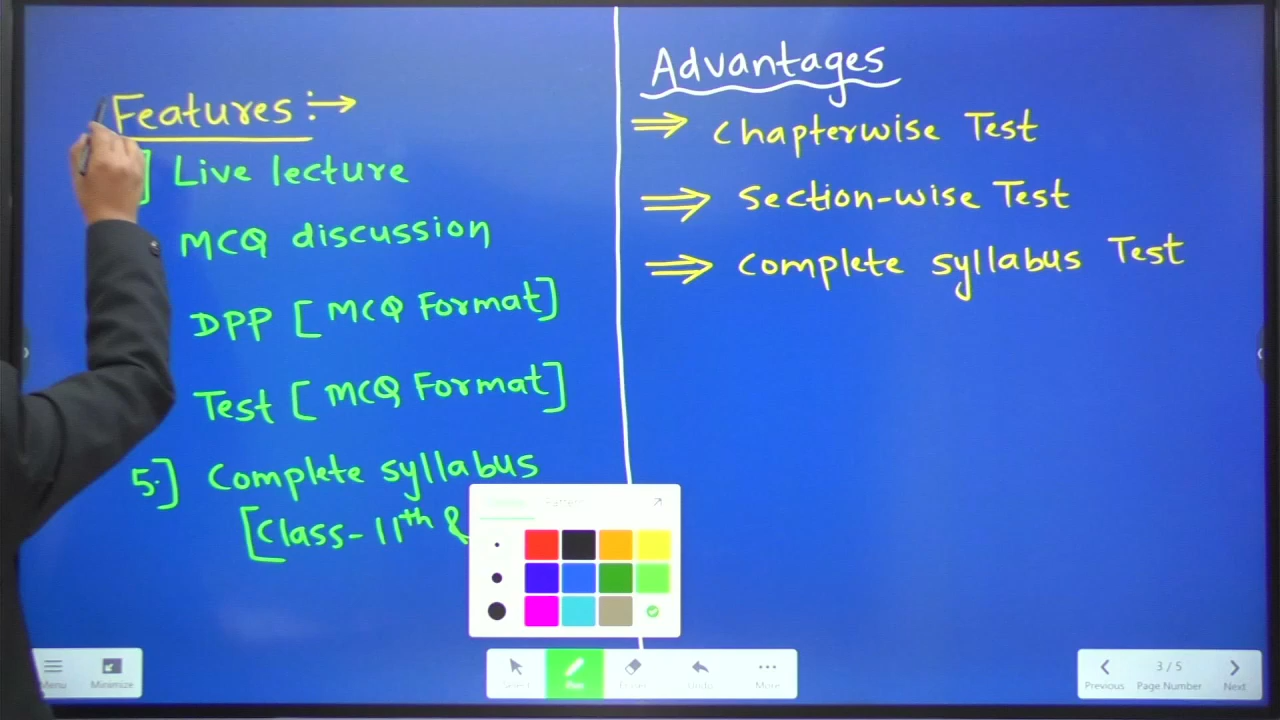 Features :→
] Live lecture
MCQ discussion
DPP [MCQ Format]
Test [MCQ Format]
5.] Complete syllabus
[Class-11th &
Advantages
⇒ Chapterwise Test
⇒ Section-wise Test
⇒ Complete syllabus Test
Menu
Minimize
Select
Pen
Eraser
Undo
More
3 / 5
Previous
Page Number
Next